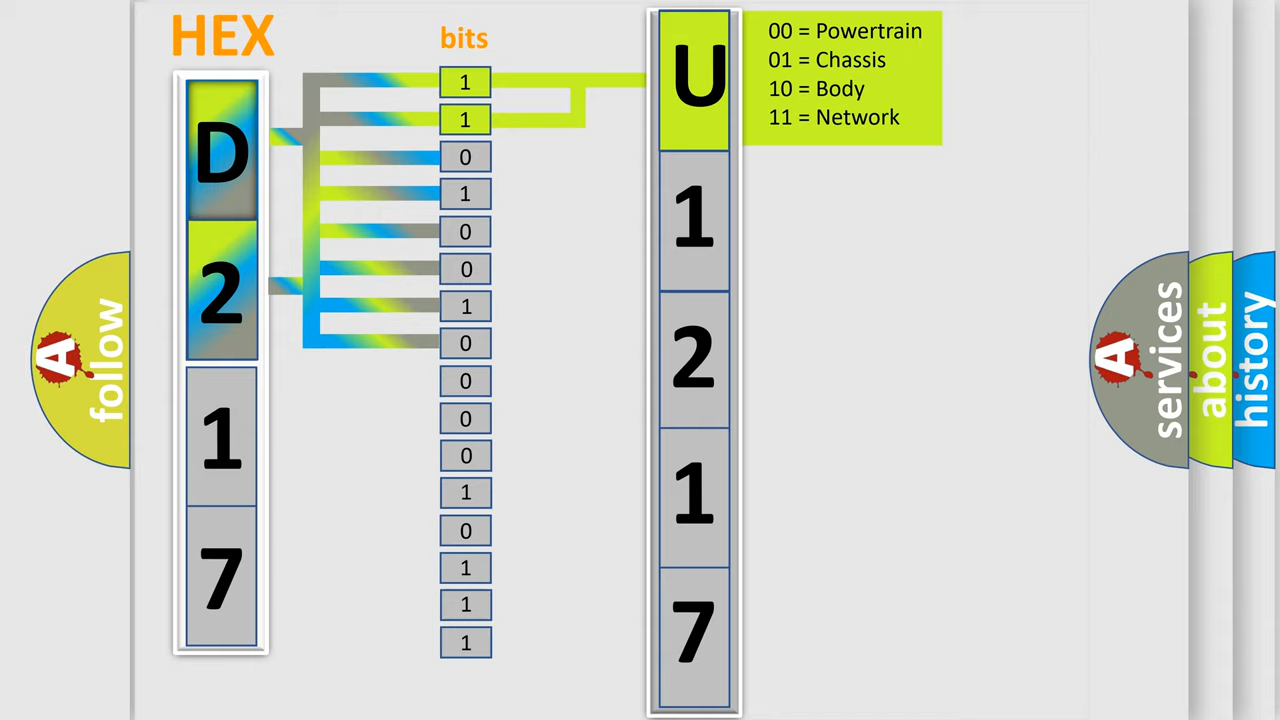 HEX
bits
D
2
1
7
1
1
0
1
0
0
1
0
0
0
0
1
0
1
1
1
U
1
2
1
7
00 = Powertrain
01 = Chassis
10 = Body
11 = Network
A follow
A services
about
history